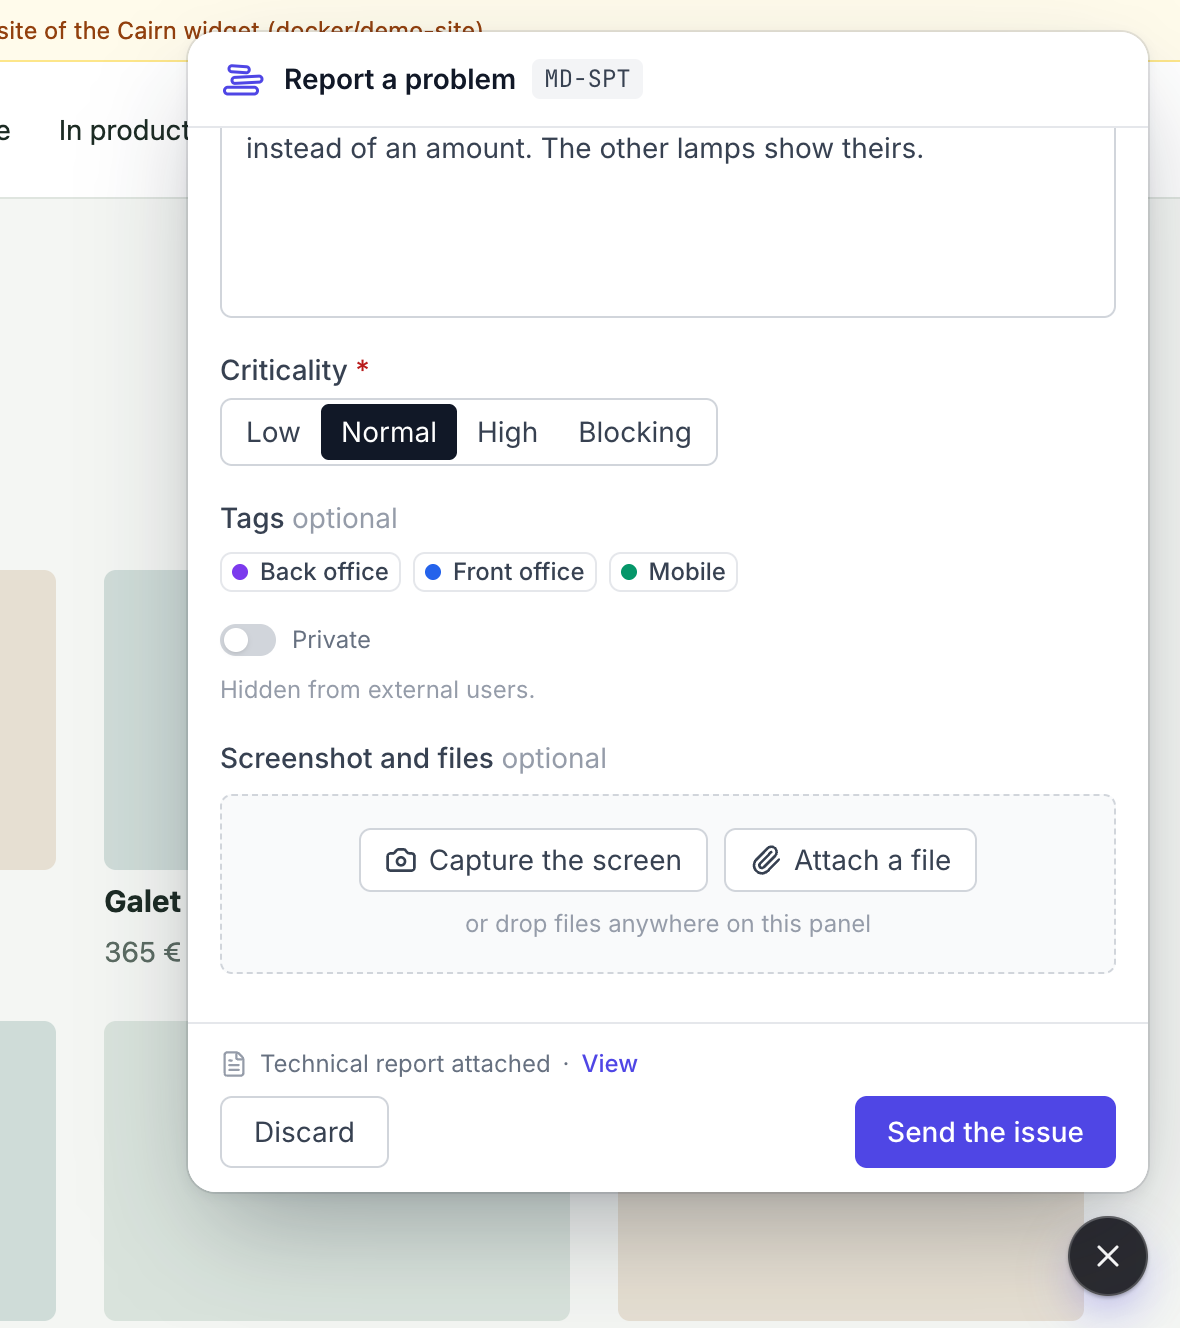 site of the Cairn widget (docker/demo-site)
Report a problem MD-SPT
e In product
instead of an amount. The other lamps show theirs.
Criticality *
Low Normal High Blocking
Tags optional
Back office Front office Mobile
Private
Hidden from external users.
Screenshot and files optional
Capture the screen Attach a file
or drop files anywhere on this panel
Galet
365 €
Technical report attached · View
Discard Send the issue